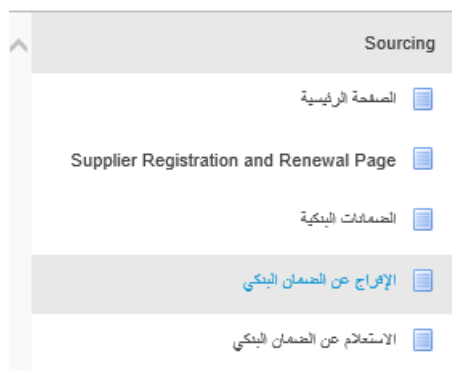 Sourcing
الصفحة الرئيسية
Supplier Registration and Renewal Page
الضمانات البنكية
الإفراج عن الضمان البنكي
الاستعلام عن الضمان البنكي